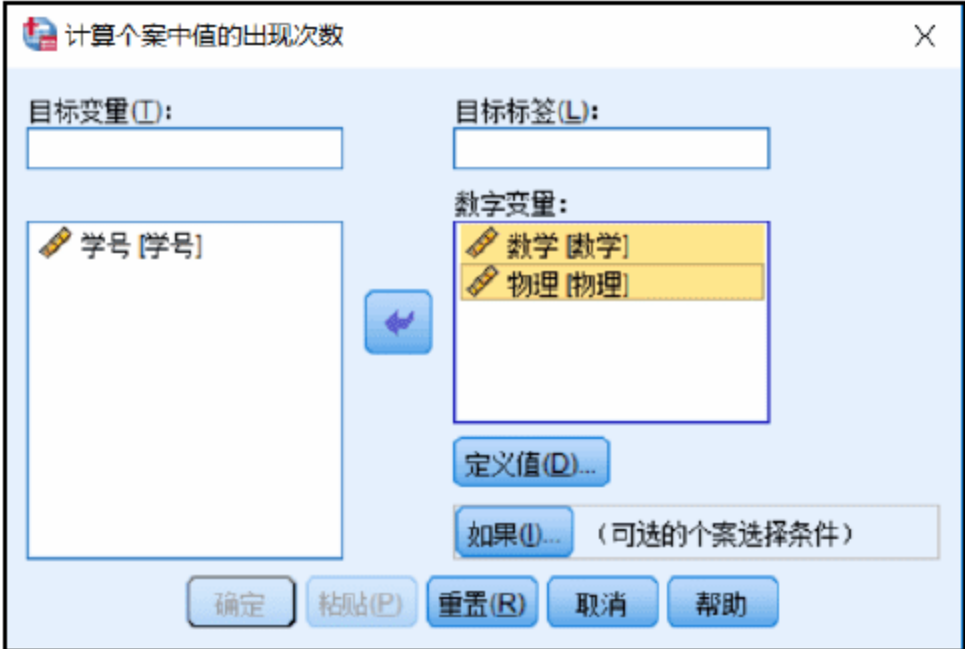 计算个案中值的出现次数
目标变量(T):
目标标签(L):
数字变量:
学号 [学号]
数学 [数学]
物理 [物理]
定义值(D)...
如果(I)...
（可选的个案选择条件）
确定
粘贴(P)
重置(R)
取消
帮助